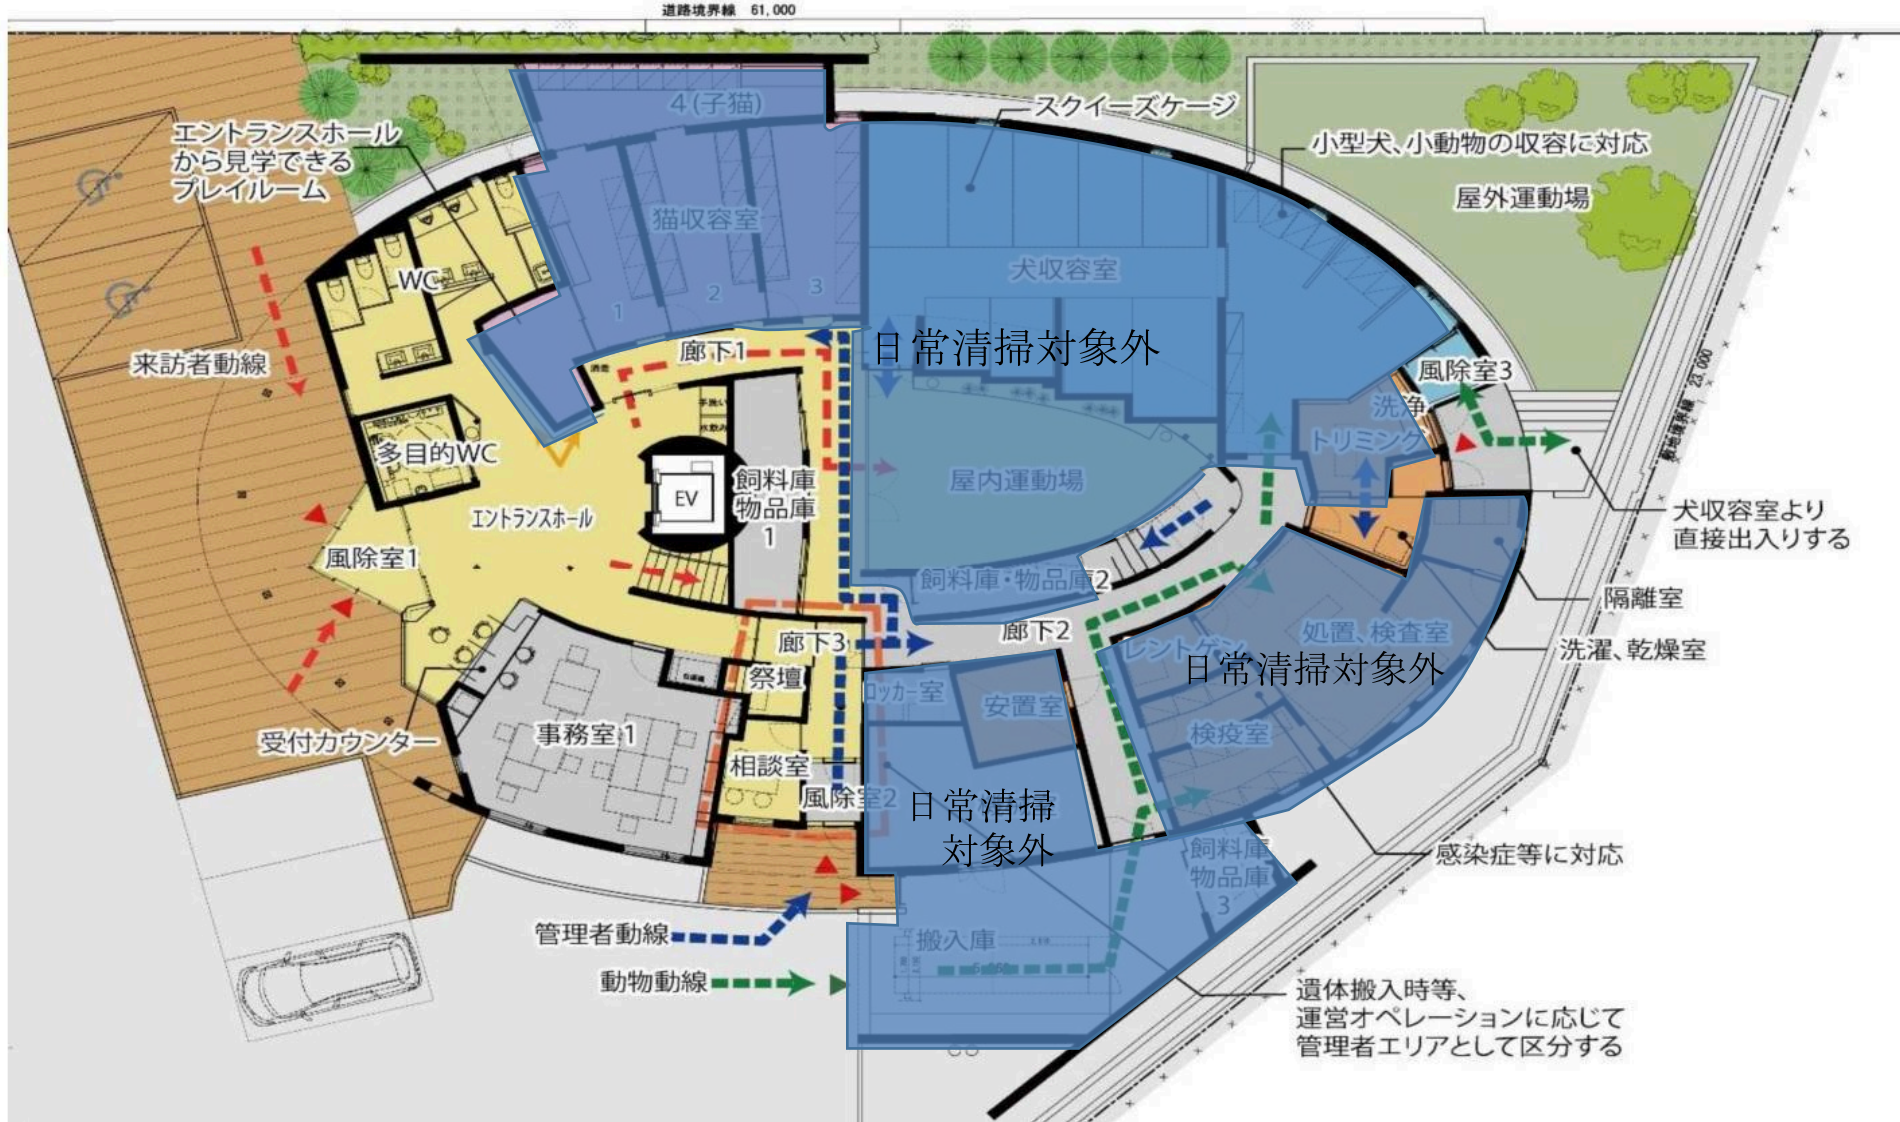 道路境界線 61,000
4(子猫)
スクイーズケージ
エントランスホール
から見学できる
プレイルーム
小型犬、小動物の収容に対応
屋外運動場
猫収容室
WC
犬収容室
1
2
3
来訪者動線
廊下1
日常清掃対象外
風除室3
敷地境界線 23,000
洗浄
トリミング
手洗い
水飲み
多目的WC
EV
飼料庫
物品庫
1
屋内運動場
エントランスホール
犬収容室より
直接出入りする
風除室1
飼料庫・物品庫2
隔離室
廊下3
廊下2
レントゲン
処置、検査室
洗濯、乾燥室
日常清掃対象外
祭壇
ロッカー室
安置室
受付カウンター
事務室1
検疫室
相談室
風除室2
日常清掃
対象外
飼料庫
物品庫
3
感染症等に対応
管理者動線
搬入庫
動物動線
遺体搬入時等、
運営オペレーションに応じて
管理者エリアとして区分する